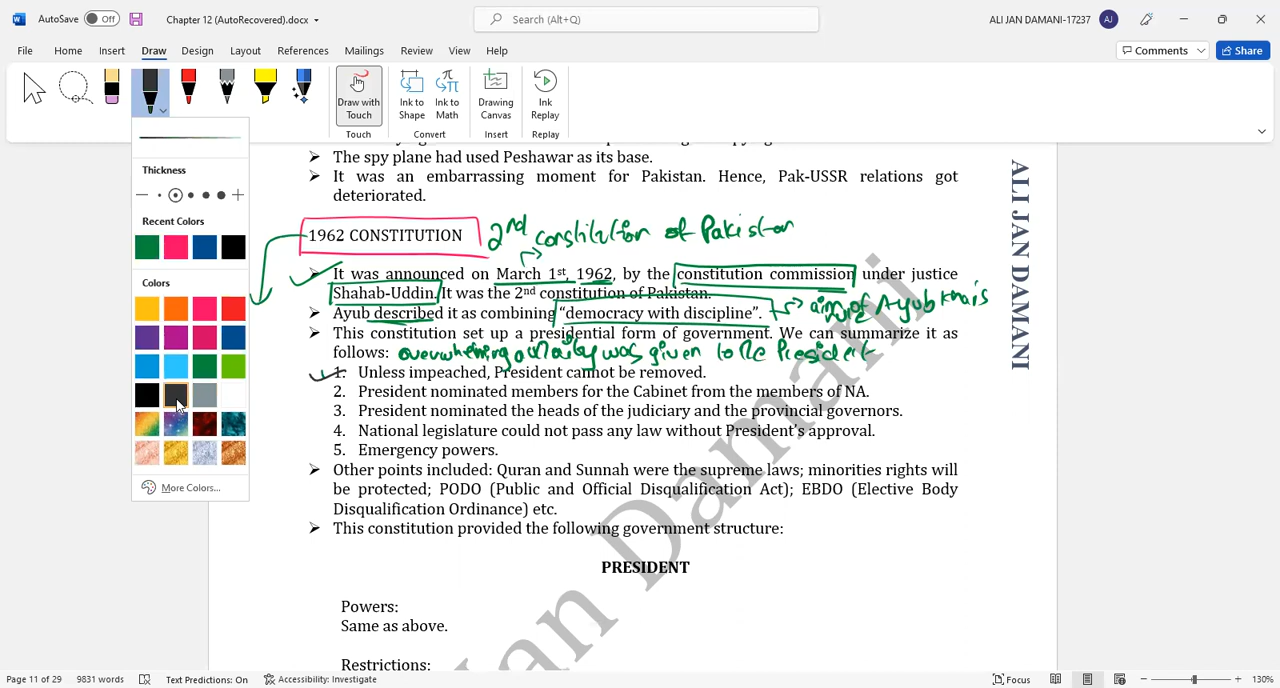 AutoSave Off Chapter 12 (AutoRecovered).docx Search (Alt+Q) ALI JAN DAMANI-17237 AJ
File Home Insert Draw Design Layout References Mailings Review View Help Comments Share
Draw with Touch Ink to Shape Ink to Math Drawing Canvas Ink Replay
Touch Convert Insert Replay
Thickness
Recent Colors
Colors
More Colors...
➢ The spy plane had used Peshawar as its base.
➢ It was an embarrassing moment for Pakistan. Hence, Pak-USSR relations got
deteriorated.
1962 CONSTITUTION 2nd constitution of Pakistan
➢ It was announced on March 1st, 1962, by the constitution commission under justice
Shahab-Uddin. It was the 2nd constitution of Pakistan.
➢ Ayub described it as combining “democracy with discipline”. aim of Ayub khan's
➢ This constitution set up a presidential form of government. We can summarize it as
follows: was given to the President
1. Unless impeached, President cannot be removed.
2. President nominated members for the Cabinet from the members of NA.
3. President nominated the heads of the judiciary and the provincial governors.
4. National legislature could not pass any law without President’s approval.
5. Emergency powers.
➢ Other points included: Quran and Sunnah were the supreme laws; minorities rights will
be protected; PODO (Public and Official Disqualification Act); EBDO (Elective Body
Disqualification Ordinance) etc.
➢ This constitution provided the following government structure:
PRESIDENT
Powers:
Same as above.
Restrictions:
ALI JAN DAMANI
Jan Damani
Page 11 of 29 9831 words Text Predictions: On Accessibility: Investigate Focus 130%